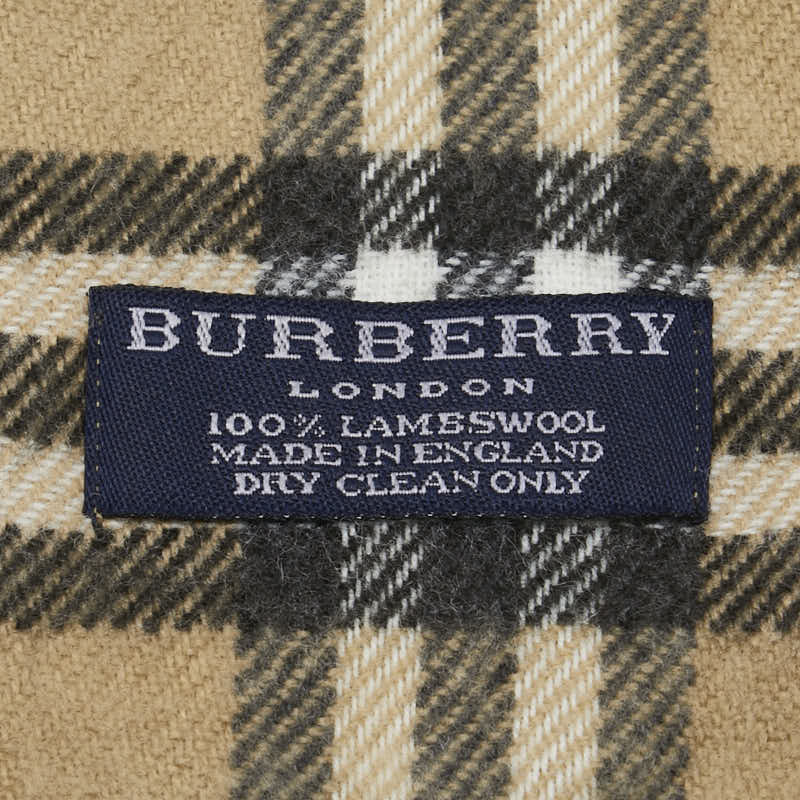 BURBERRY
LONDON
100% LAMBSWOOL
MADE IN ENGLAND
DRY CLEAN ONLY